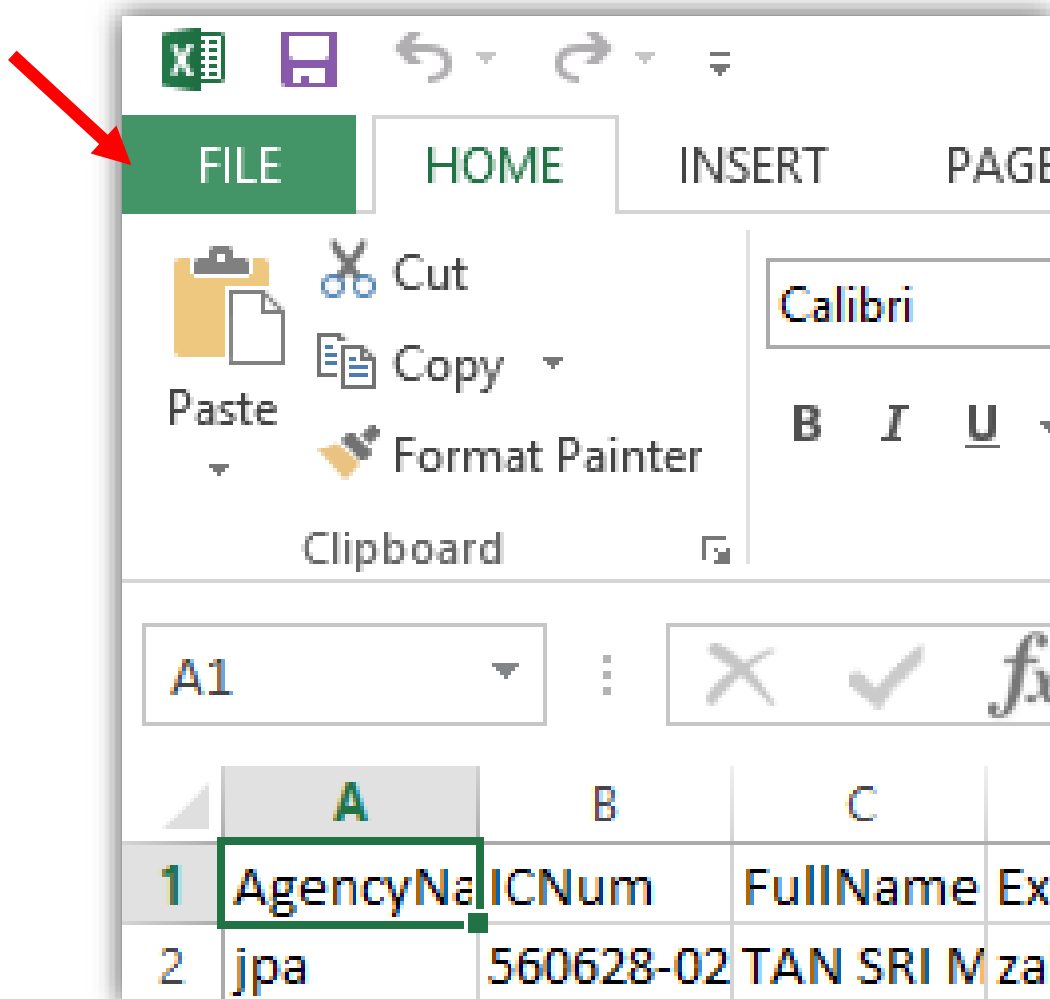 FILE HOME INSERT PAGE
Cut
Copy
Paste
Format Painter
Clipboard
Calibri
B I U
A1
fx
A B C
1 AgencyNa ICNum FullName Ex
2 jpa 560628-02 TAN SRI M za